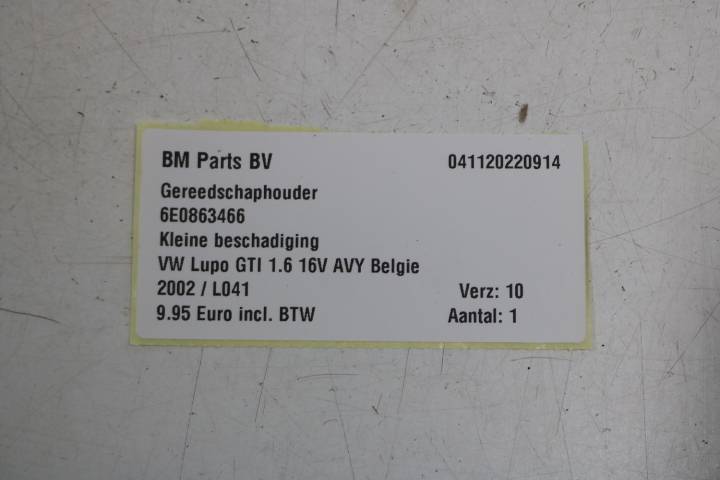 BM Parts BV 041120220914
Gereedschaphouder
6E0863466
Kleine beschadiging
VW Lupo GTI 1.6 16V AVY Belgie
2002 / L041 Verz: 10
9.95 Euro incl. BTW Aantal: 1